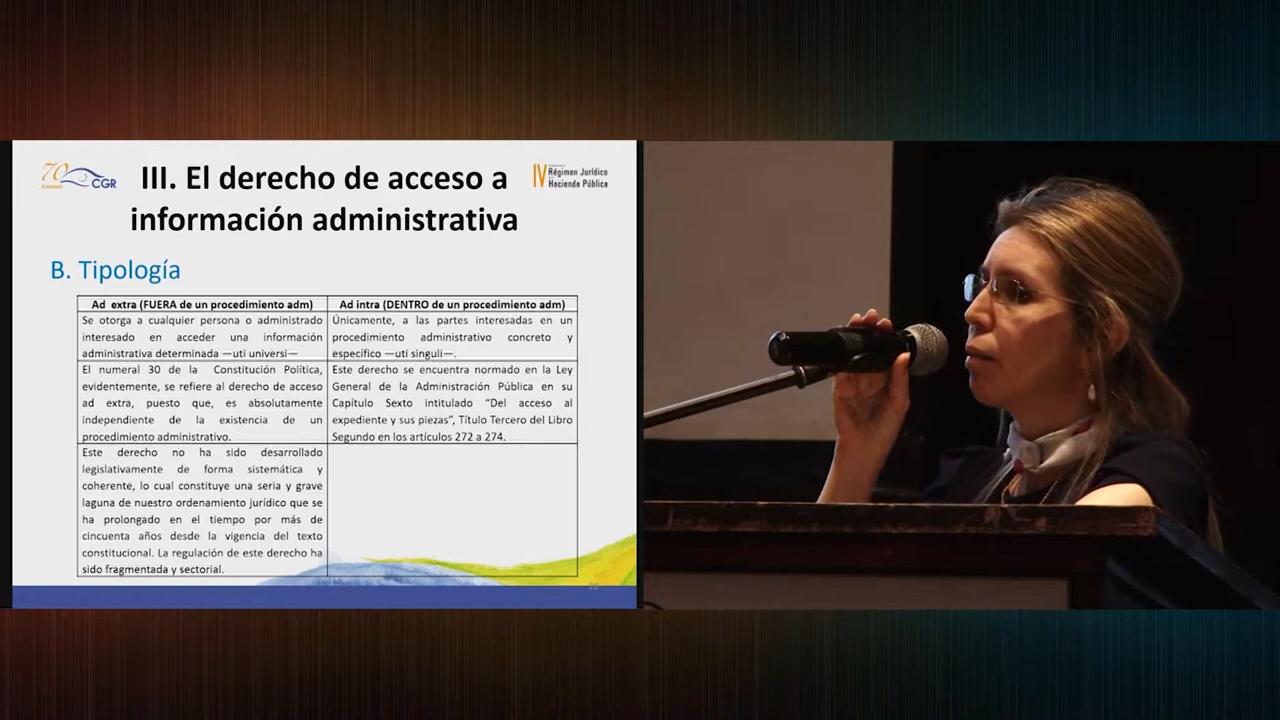 70
CGR
III. El derecho de acceso a
información administrativa
IV Régimen Jurídico
Hacienda Pública
B. Tipología
Ad extra (FUERA de un procedimiento adm)
Se otorga a cualquier persona o administrado
interesado en acceder una información
administrativa determinada —uti universi—
El numeral 30 de la Constitución Política,
evidentemente, se refiere al derecho de acceso
ad extra, puesto que, es absolutamente
independiente de la existencia de un
procedimiento administrativo.
Este derecho no ha sido desarrollado
legislativamente de forma sistemática y
coherente, lo cual constituye una seria y grave
laguna de nuestro ordenamiento jurídico que se
ha prolongado en el tiempo por más de
cincuenta años desde la vigencia del texto
constitucional. La regulación de este derecho ha
sido fragmentada y sectorial.
Ad intra (DENTRO de un procedimiento adm)
Únicamente, a las partes interesadas en un
procedimiento administrativo concreto y
específico —uti singuli—.
Este derecho se encuentra normado en la Ley
General de la Administración Pública en su
Capítulo Sexto intitulado “Del acceso al
expediente y sus piezas”, Título Tercero del Libro
Segundo en los artículos 272 a 274.